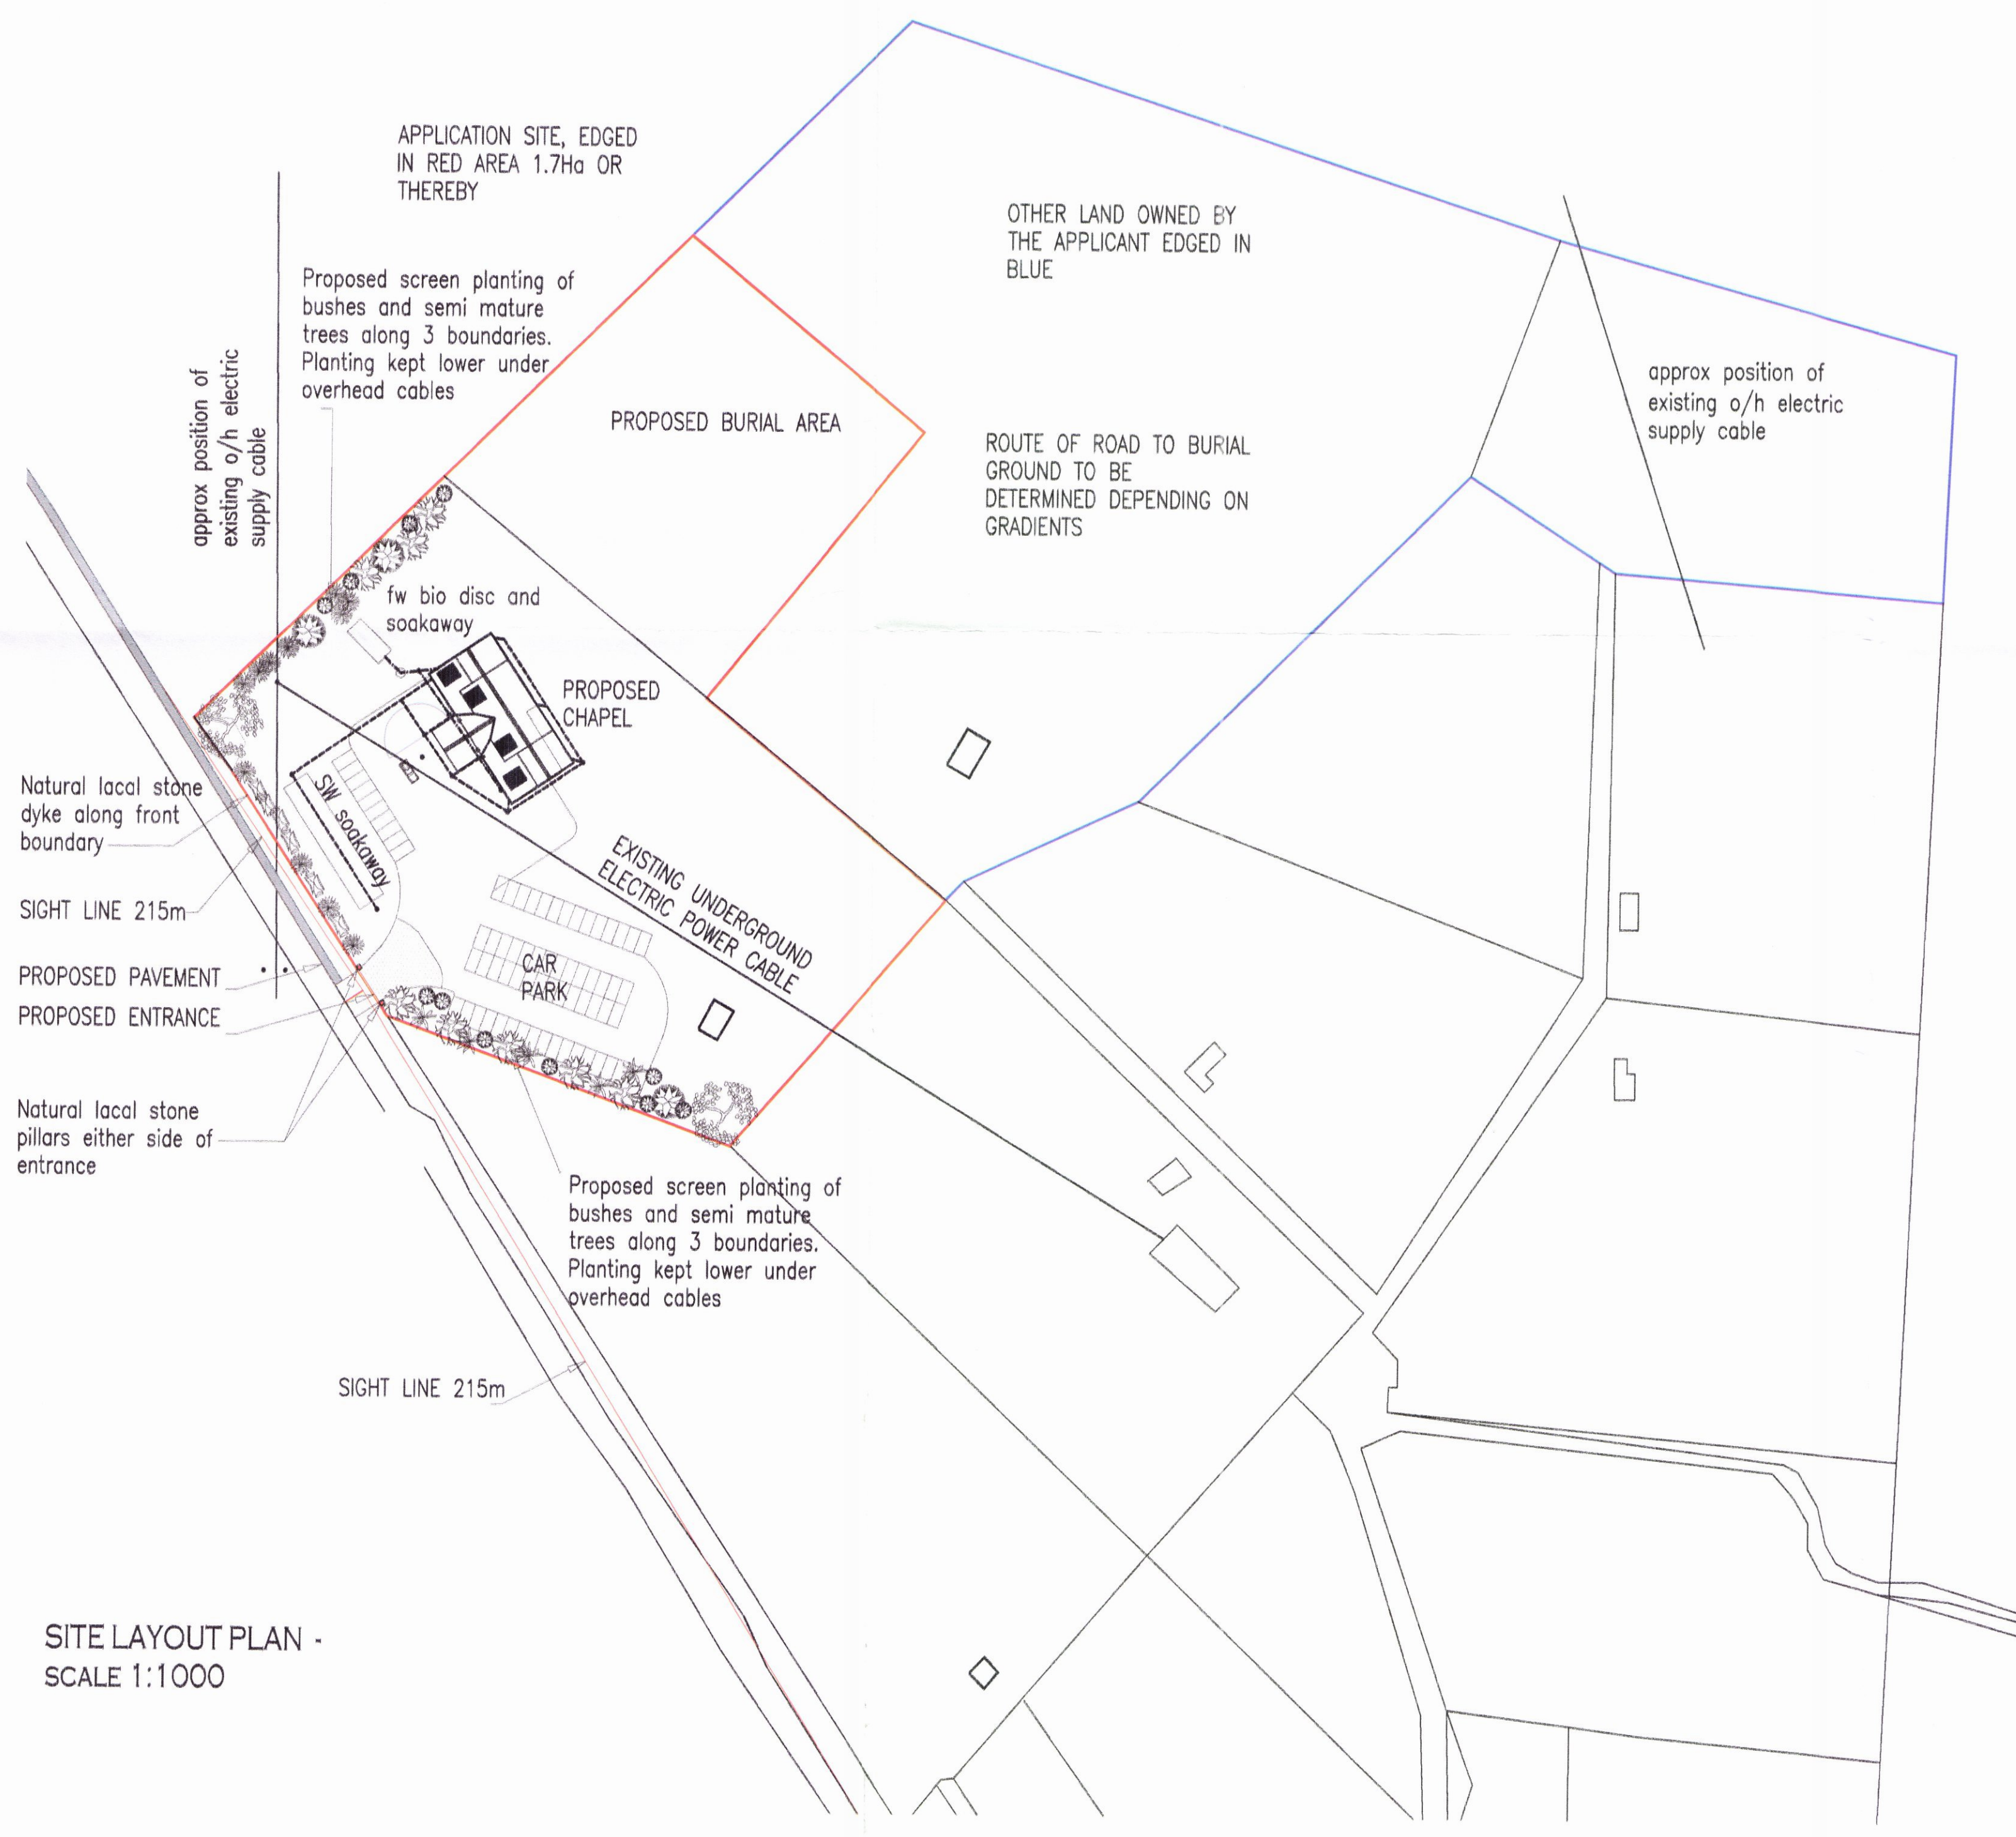 APPLICATION SITE, EDGED
IN RED AREA 1.7Ha OR
THEREBY
OTHER LAND OWNED BY
THE APPLICANT EDGED IN
BLUE
Proposed screen planting of
bushes and semi mature
trees along 3 boundaries.
Planting kept lower under
overhead cables
approx position of
existing o/h electric
supply cable
approx position of
existing o/h electric
supply cable
PROPOSED BURIAL AREA
ROUTE OF ROAD TO BURIAL
GROUND TO BE
DETERMINED DEPENDING ON
GRADIENTS
fw bio disc and
soakaway
PROPOSED
CHAPEL
Natural lacal stone
dyke along front
boundary
SW soakaway
EXISTING UNDERGROUND
ELECTRIC POWER CABLE
SIGHT LINE 215m
CAR
PARK
PROPOSED PAVEMENT
PROPOSED ENTRANCE
Natural lacal stone
pillars either side of
entrance
Proposed screen planting of
bushes and semi mature
trees along 3 boundaries.
Planting kept lower under
overhead cables
SIGHT LINE 215m
SITE LAYOUT PLAN -
SCALE 1:1000